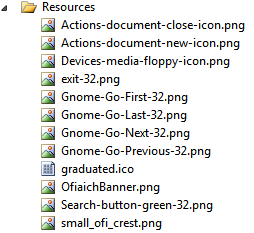 Resources
Actions-document-close-icon.png
Actions-document-new-icon.png
Devices-media-floppy-icon.png
exit-32.png
Gnome-Go-First-32.png
Gnome-Go-Last-32.png
Gnome-Go-Next-32.png
Gnome-Go-Previous-32.png
graduated.ico
OfiaichBanner.png
Search-button-green-32.png
small_ofi_crest.png